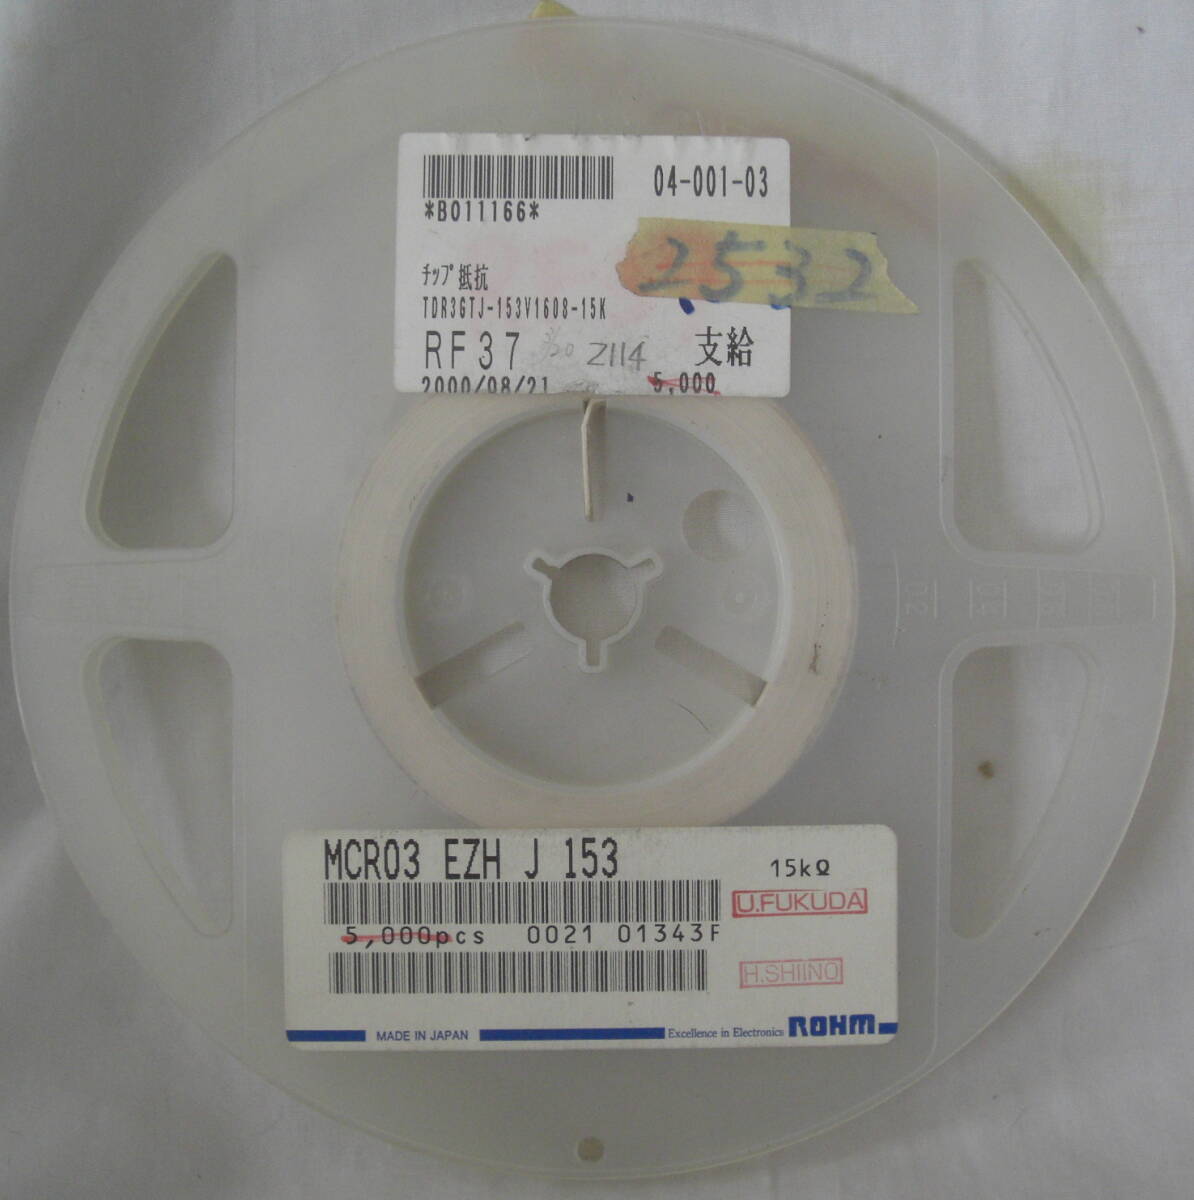 04-001-03
*B011166*
2532
チップ抵抗
TDR3GTJ-153V1608-15K
RF37 3/20 Z114 支給
2000/08/21 5,000
MCR03 EZH J 153
15kΩ
U.FUKUDA
5,000pcs 0021 01343F
H.SHIINO
MADE IN JAPAN
Excellence in Electronics ROHM